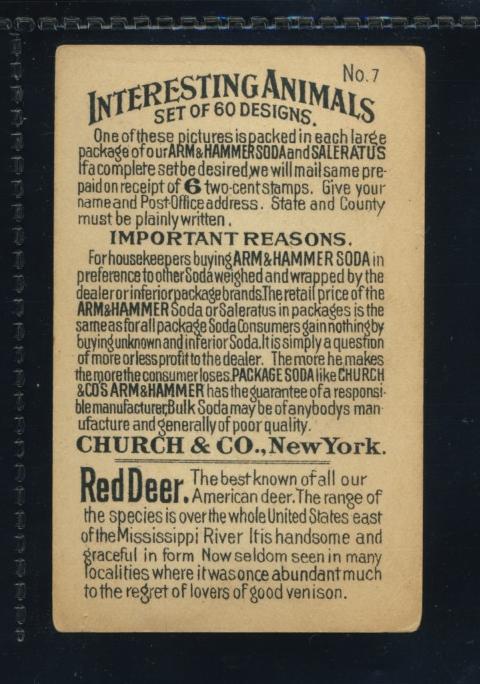 No. 7
INTERESTING ANIMALS
SET OF 60 DESIGNS.
One of these pictures is packed in each large
package of our ARM & HAMMER SODA and SALERATUS
If a complete set be desired, we will mail same pre-
paid on receipt of 6 two-cent stamps. Give your
name and Post-Office address. State and County
must be plainly written.
IMPORTANT REASONS.
For housekeepers buying ARM & HAMMER SODA in
preference to other Soda weighed and wrapped by the
dealer or inferior package brands. The retail price of the
ARM & HAMMER Soda or Saleratus in packages is the
same as for all package Soda Consumers gain nothing by
buying unknown and inferior Soda. It is simply a question
of more or less profit to the dealer. The more he makes
the more the consumer loses. PACKAGE SODA like CHURCH
& CO'S ARM & HAMMER has the guarantee of a responsi-
ble manufacturer, Bulk Soda may be of anybodys man-
ufacture and generally of poor quality.
CHURCH & CO., New York.
Red Deer. The best known of all our
American deer. The range of
the species is over the whole United States east
of the Mississippi River It is handsome and
graceful in form Now seldom seen in many
localities where it was once abundant much
to the regret of lovers of good venison.